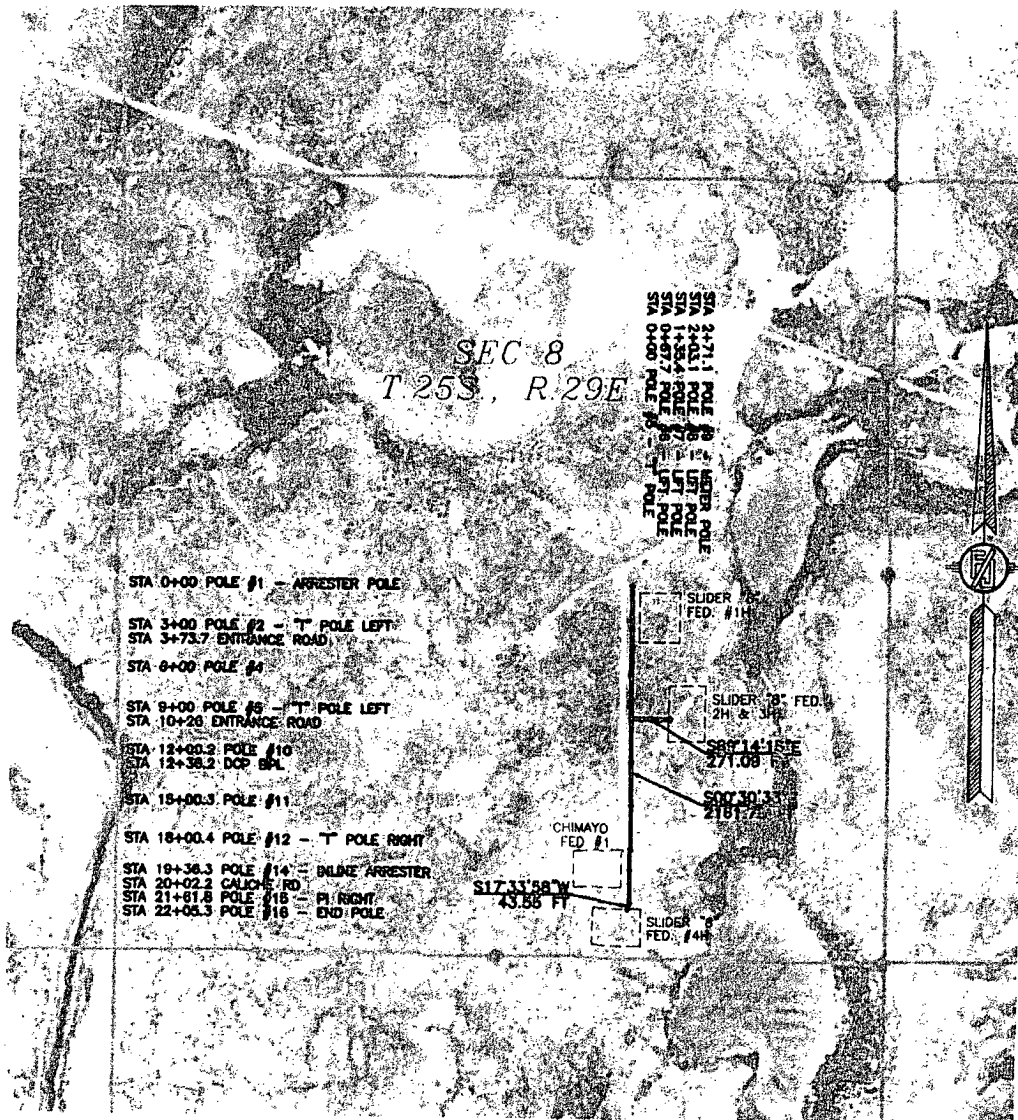 SEC 8
T.25S., R.29E
STA 2+71.1 POLE #9 - METER POLE
STA 2+03.1 POLE #8 - LIFT POLE
STA 1+35.4 POLE #7 - LIFT POLE
STA 0+67.7 POLE #6 - LIFT POLE
STA 0+00 POLE #5 - POLE
STA 0+00 POLE #1 - ARRESTER POLE
STA 3+00 POLE #2 - "T" POLE LEFT
STA 3+73.7 ENTRANCE ROAD
STA 6+00 POLE #4
STA 9+00 POLE #5 - "T" POLE LEFT
STA 10+26 ENTRANCE ROAD
STA 12+00.2 POLE #10
STA 12+38.2 DCP BPL
STA 15+00.3 POLE #11
STA 18+00.4 POLE #12 - "T" POLE RIGHT
STA 19+36.3 POLE #14 - INLINE ARRESTER
STA 20+02.2 CALICHE RD
STA 21+61.8 POLE #15 - PI RIGHT
STA 22+05.3 POLE #16 - END POLE
SLIDER "8"
FED. #1H
SLIDER "8" FED.
2H & 3H
S89°14'15"E
271.09 FT
S00°30'33"
2161.75 FT
CHIMAYO
FED #1
S17°33'58"W
43.55 FT
SLIDER "8"
FED. #4H